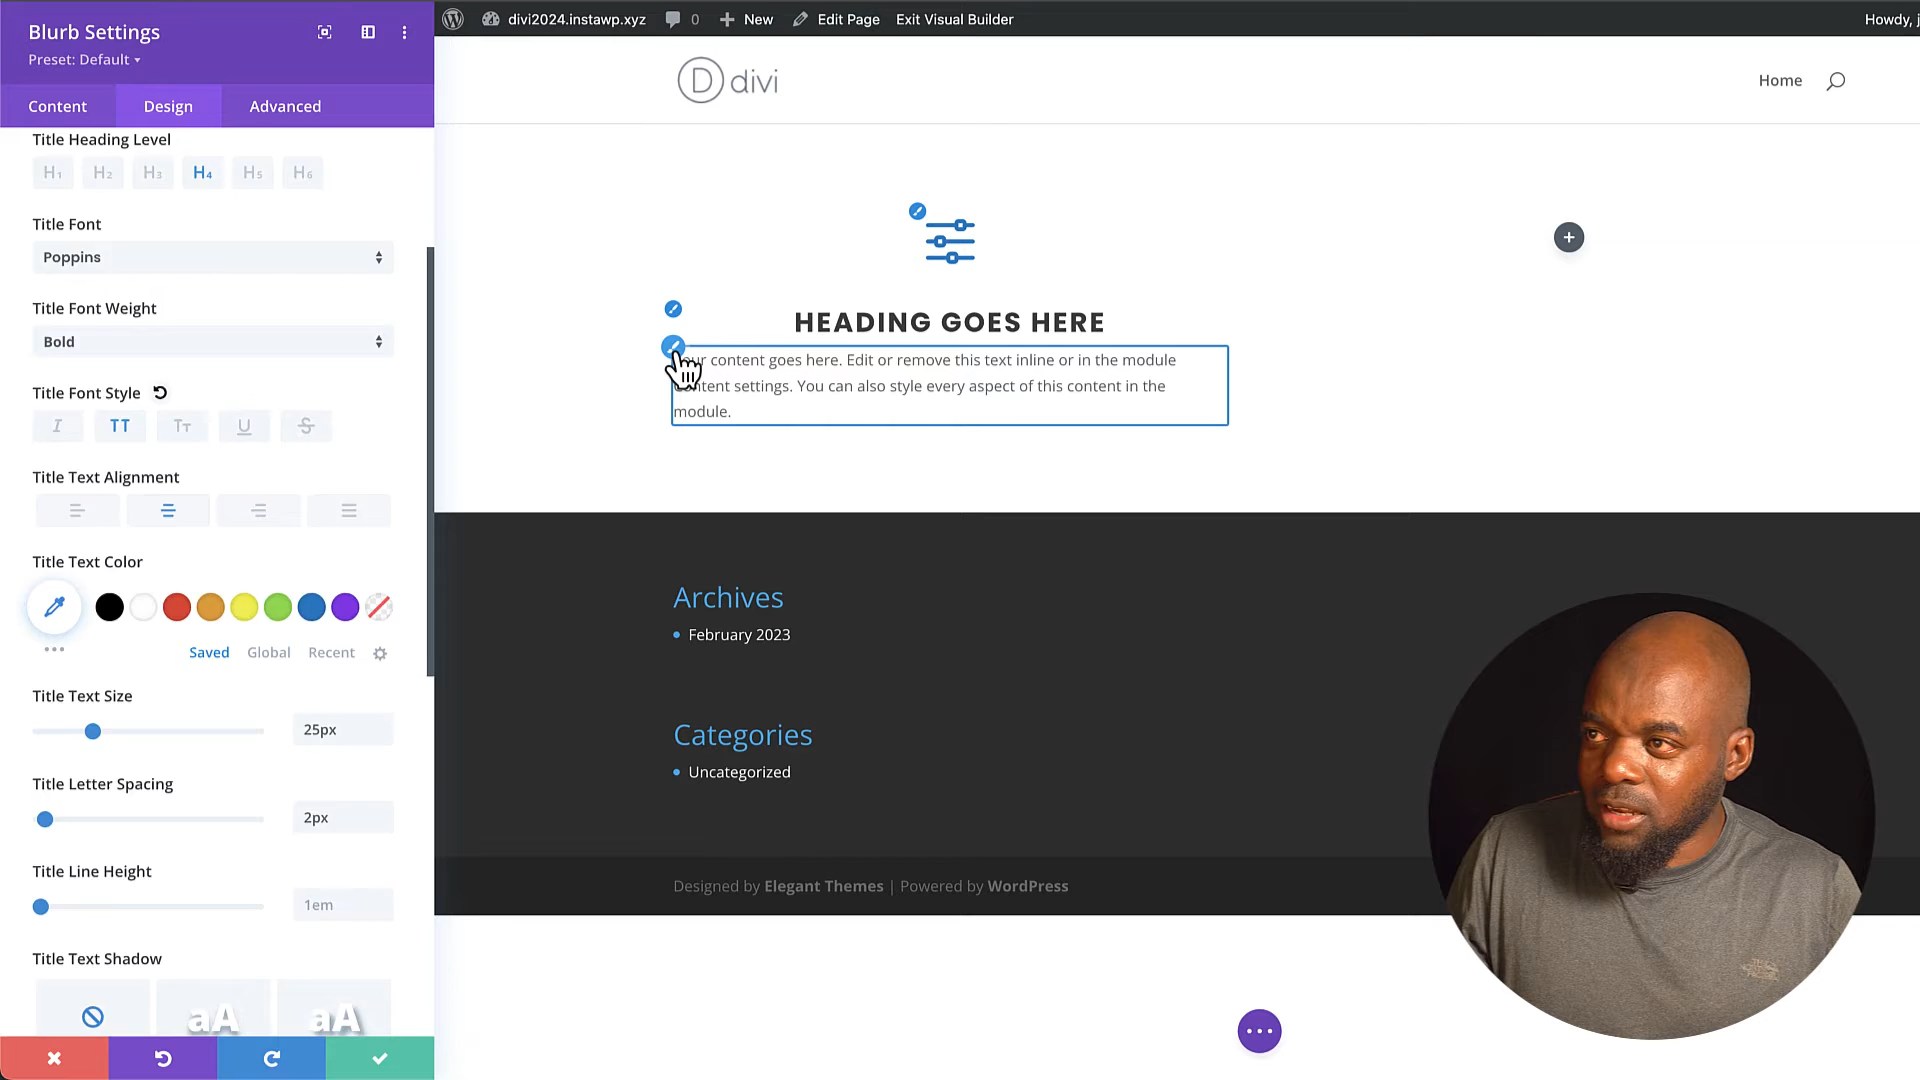 Blurb Settings
Preset: Default
Content
Design
Advanced
Title Heading Level
H1
H2
H3
H4
H5
H6
Title Font
Poppins
Title Font Weight
Bold
Title Font Style
I
TT
Tт
U
S
Title Text Alignment
Title Text Color
Saved
Global
Recent
Title Text Size
25px
Title Letter Spacing
2px
Title Line Height
1em
Title Text Shadow
aA
aA
divi2024.instawp.xyz
0
New
Edit Page
Exit Visual Builder
Howdy, j
D divi
Home
HEADING GOES HERE
our content goes here. Edit or remove this text inline or in the module
content settings. You can also style every aspect of this content in the
module.
Archives
February 2023
Categories
Uncategorized
Designed by Elegant Themes | Powered by WordPress